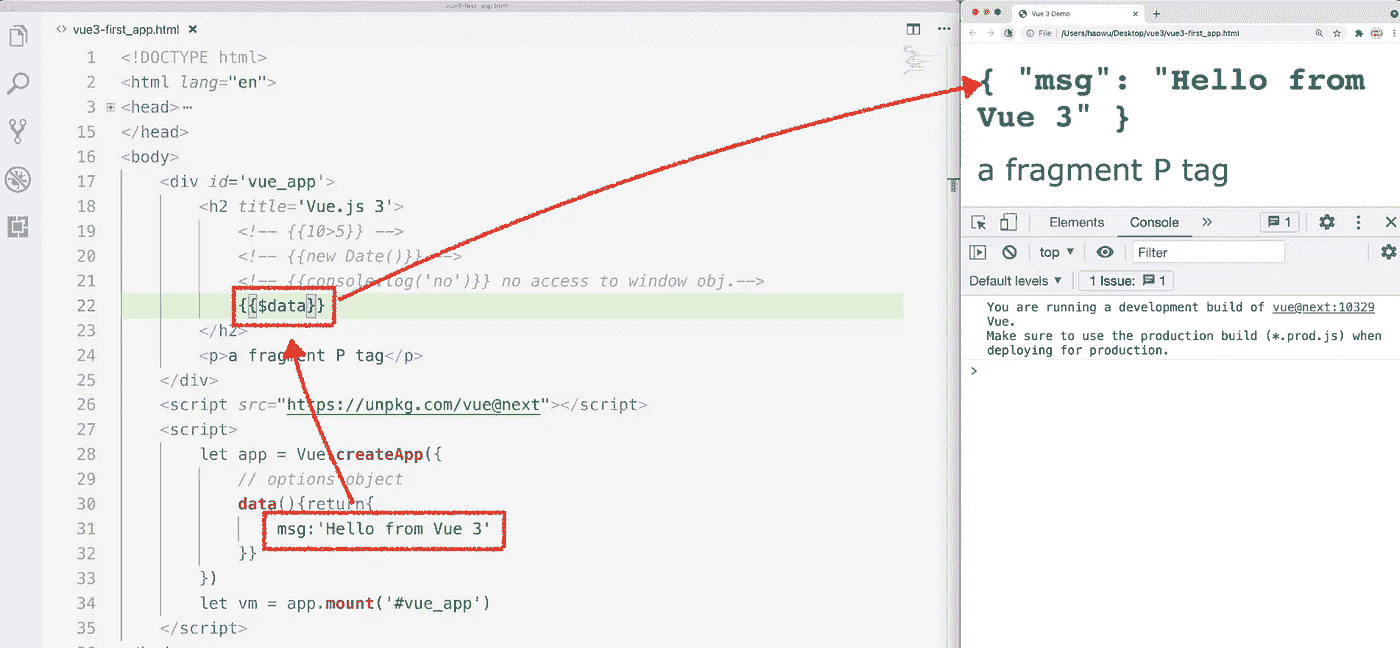 vue3-first_app.html
<> vue3-first_app.html ×
1 <!DOCTYPE html>
2 <html lang="en">
3 <head>⋯
15 </head>
16 <body>
17 <div id='vue_app'>
18 <h2 title='Vue.js 3'>
19 <!-- {{10>5}} -->
20 <!-- {{new Date()}} -->
21 <!-- {{console.log('no')}} no access to window obj.-->
22 {{$data}}
23 </h2>
24 <p>a fragment P tag</p>
25 </div>
26 <script src="https://unpkg.com/vue@next"></script>
27 <script>
28 let app = Vue.createApp({
29 // options object
30 data(){return{
31 msg:'Hello from Vue 3'
32 }}
33 })
34 let vm = app.mount('#vue_app')
35 </script>
Vue 3 Demo
File /Users/haowu/Desktop/vue3/vue3-first_app.html
{ "msg": "Hello from
Vue 3" }
a fragment P tag
Elements Console » 1
top ▼ Filter
Default levels ▼ 1 Issue: 1
You are running a development build of vue@next:10329
Vue.
Make sure to use the production build (*.prod.js) when
deploying for production.
>